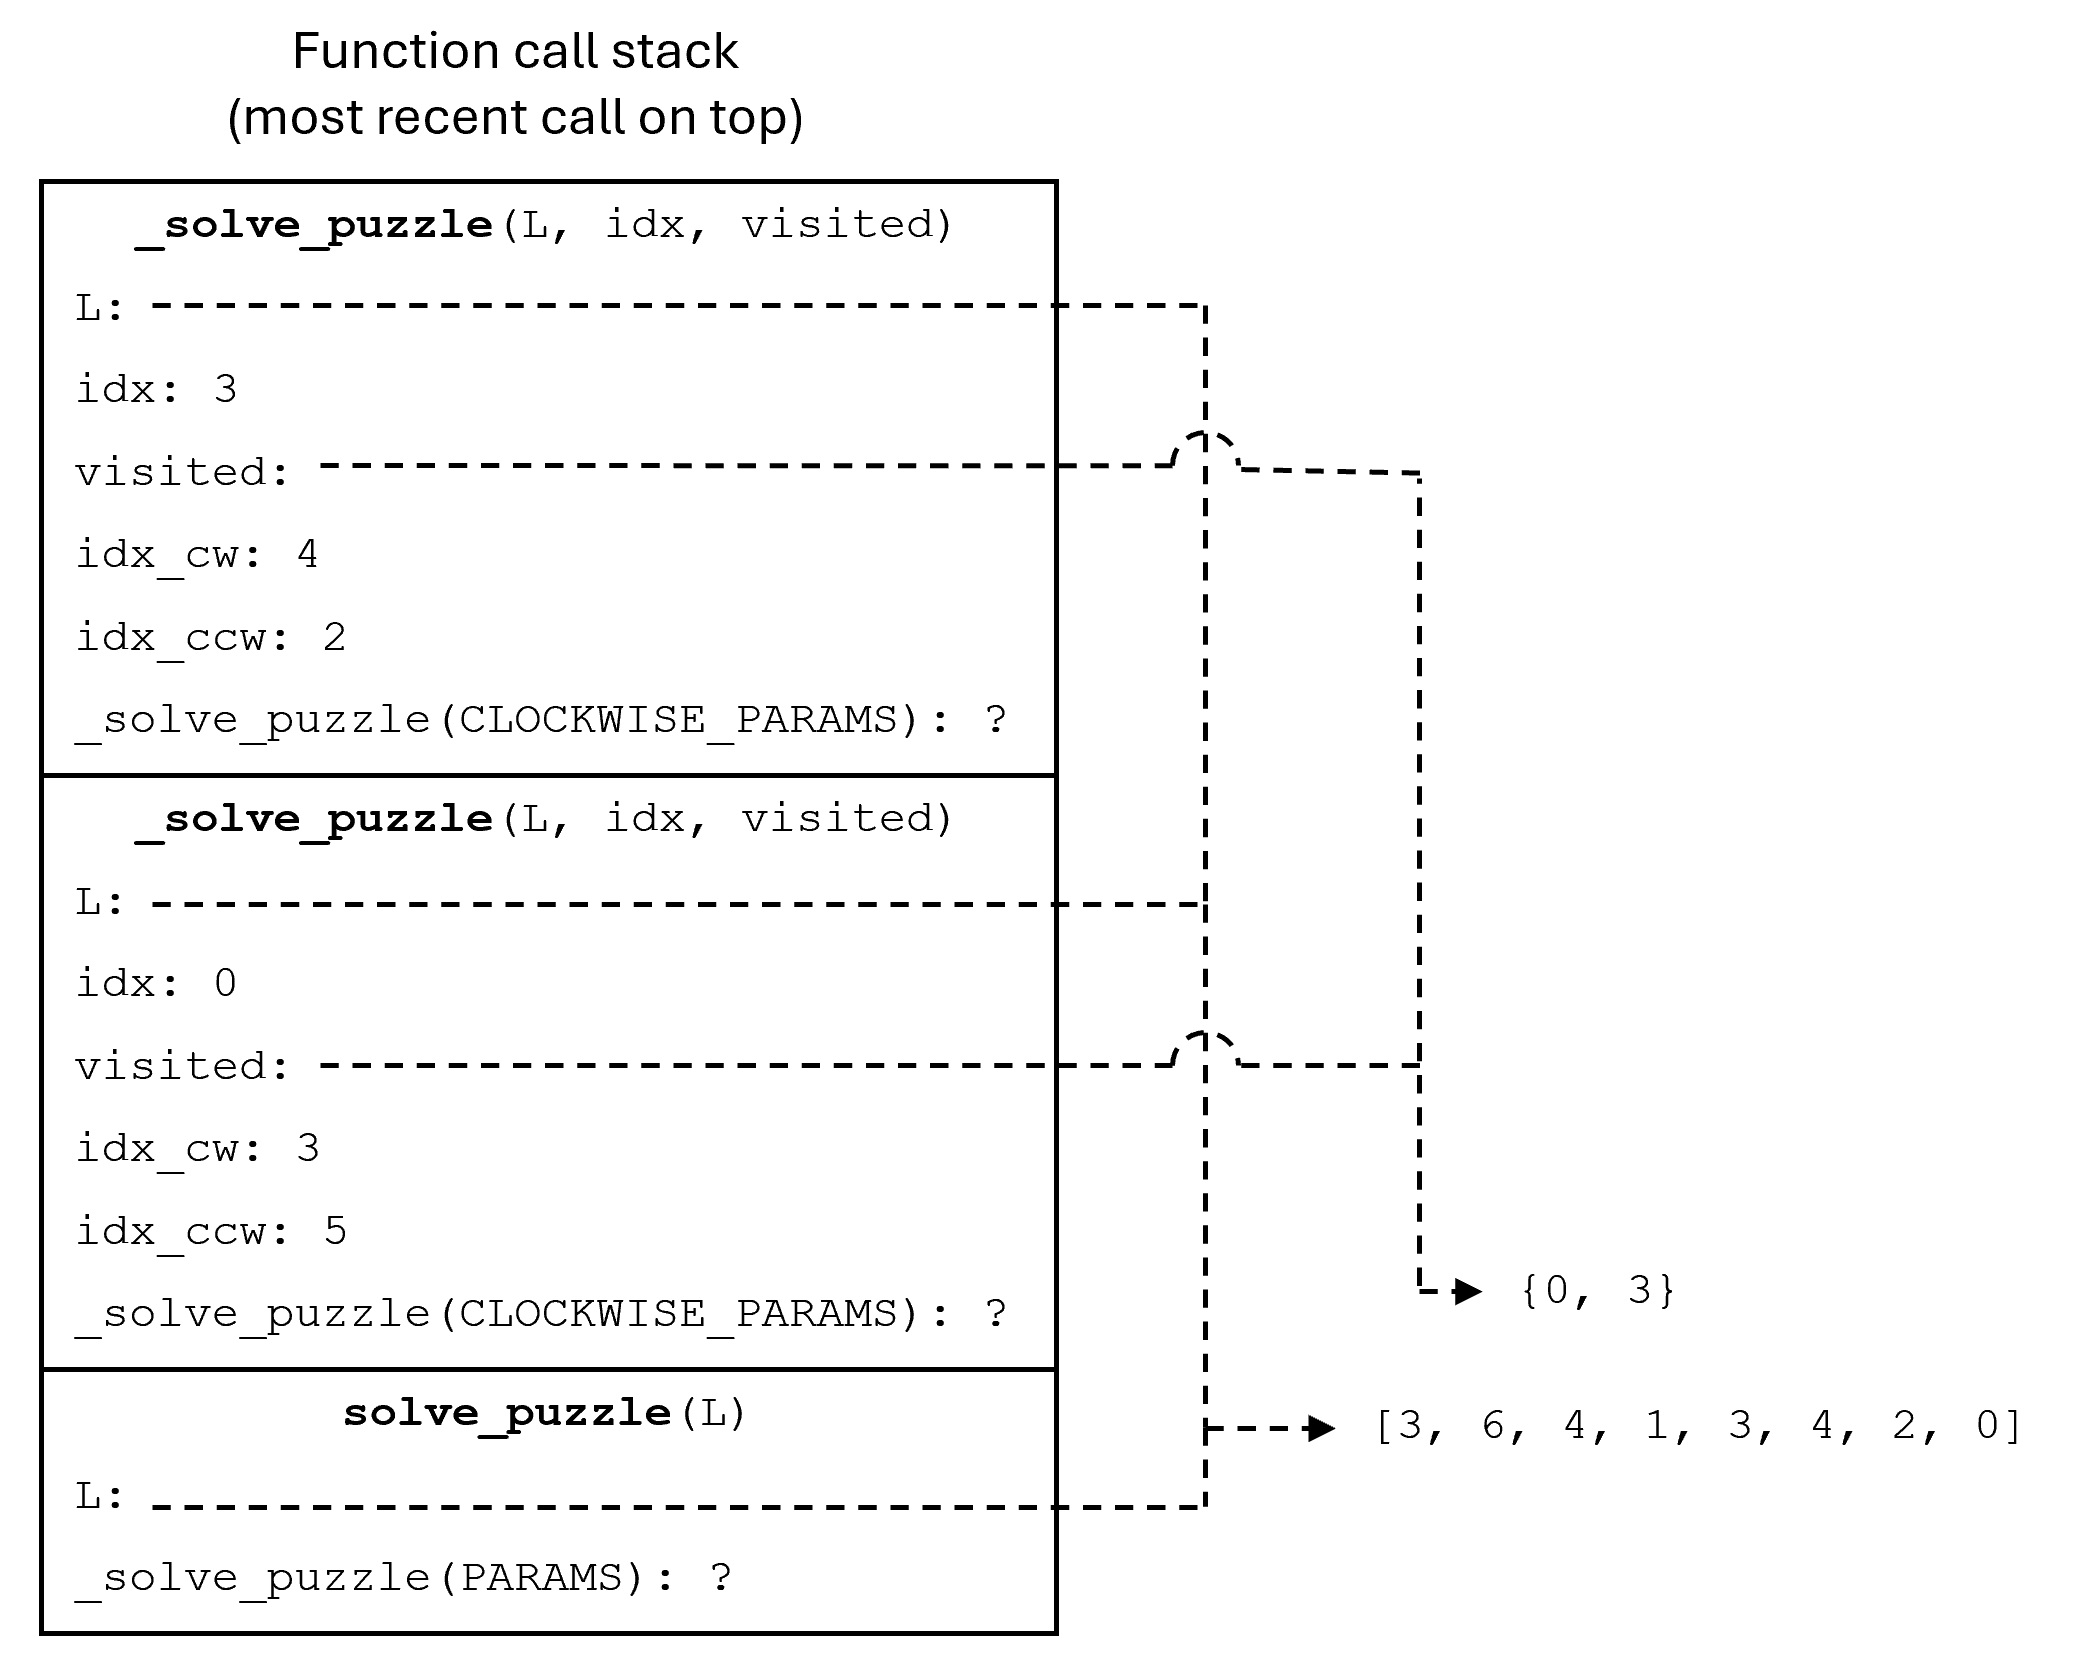 Function call stack
(most recent call on top)
_solve_puzzle(L, idx, visited)
L:
idx: 3
visited:
idx_cw: 4
idx_ccw: 2
_solve_puzzle(CLOCKWISE_PARAMS): ?
_solve_puzzle(L, idx, visited)
L:
idx: 0
visited:
idx_cw: 3
idx_ccw: 5
_solve_puzzle(CLOCKWISE_PARAMS): ?
solve_puzzle(L)
L:
_solve_puzzle(PARAMS): ?
{0, 3}
[3, 6, 4, 1, 3, 4, 2, 0]